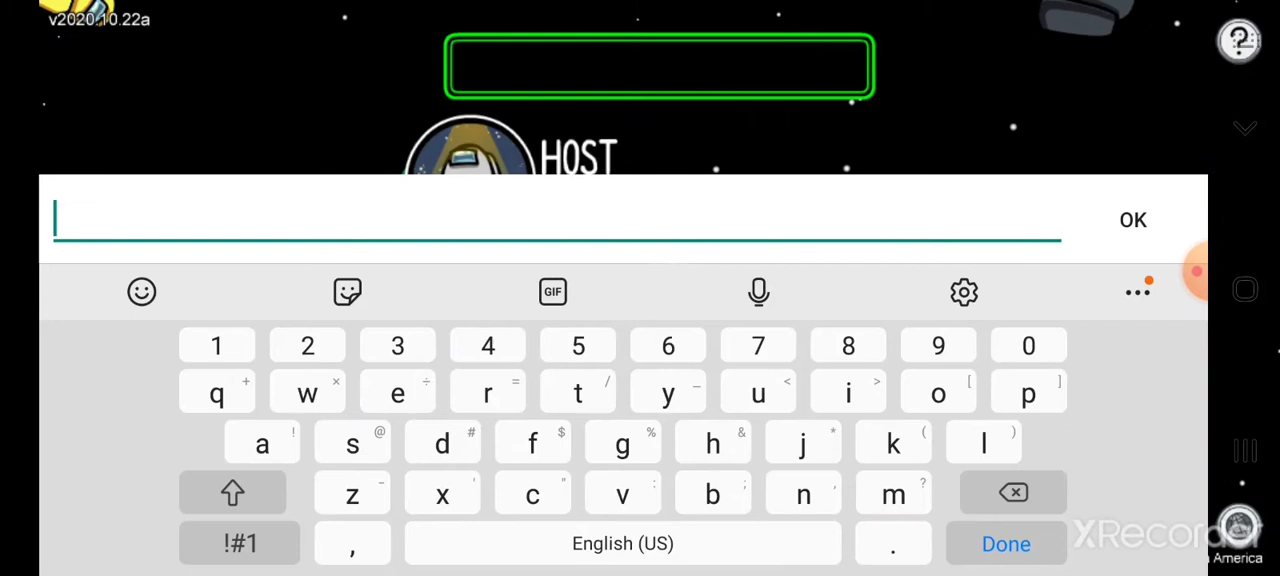 v2020.10.22a
HOST
OK
GIF
1 2 3 4 5 6 7 8 9 0
q + w × e ÷ r = t / y _ u < i > o [ p ]
a ! s @ d # f $ g % h & j * k ( l )
z - x ' c " v : b ; n , m ?
!#1 , English (US) . Done
XRecorder
America